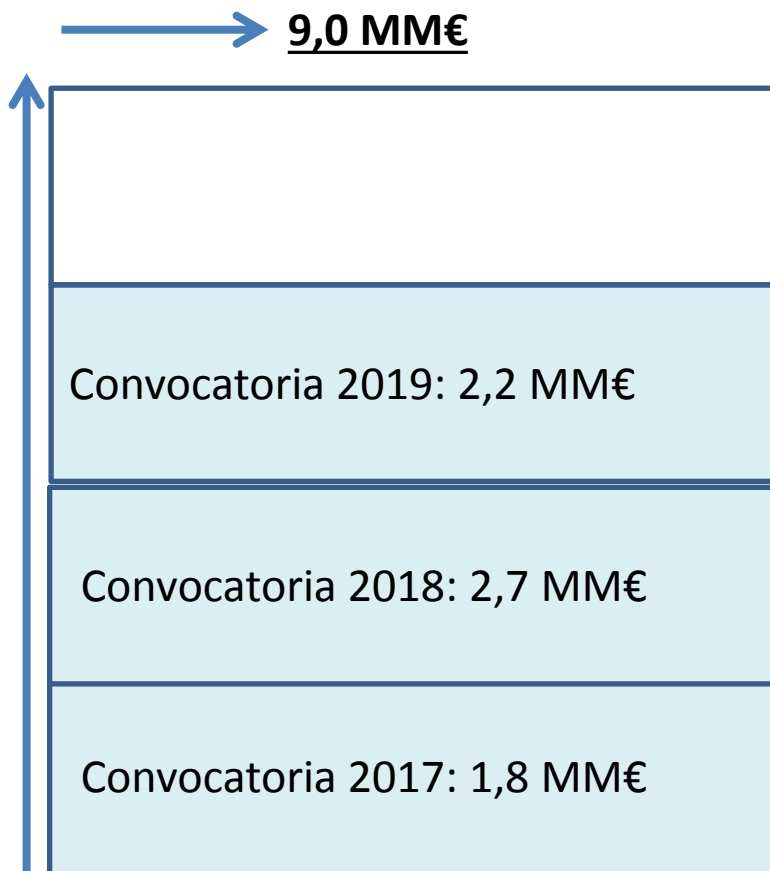 9,0 MM€
Convocatoria 2019: 2,2 MM€
Convocatoria 2018: 2,7 MM€
Convocatoria 2017: 1,8 MM€